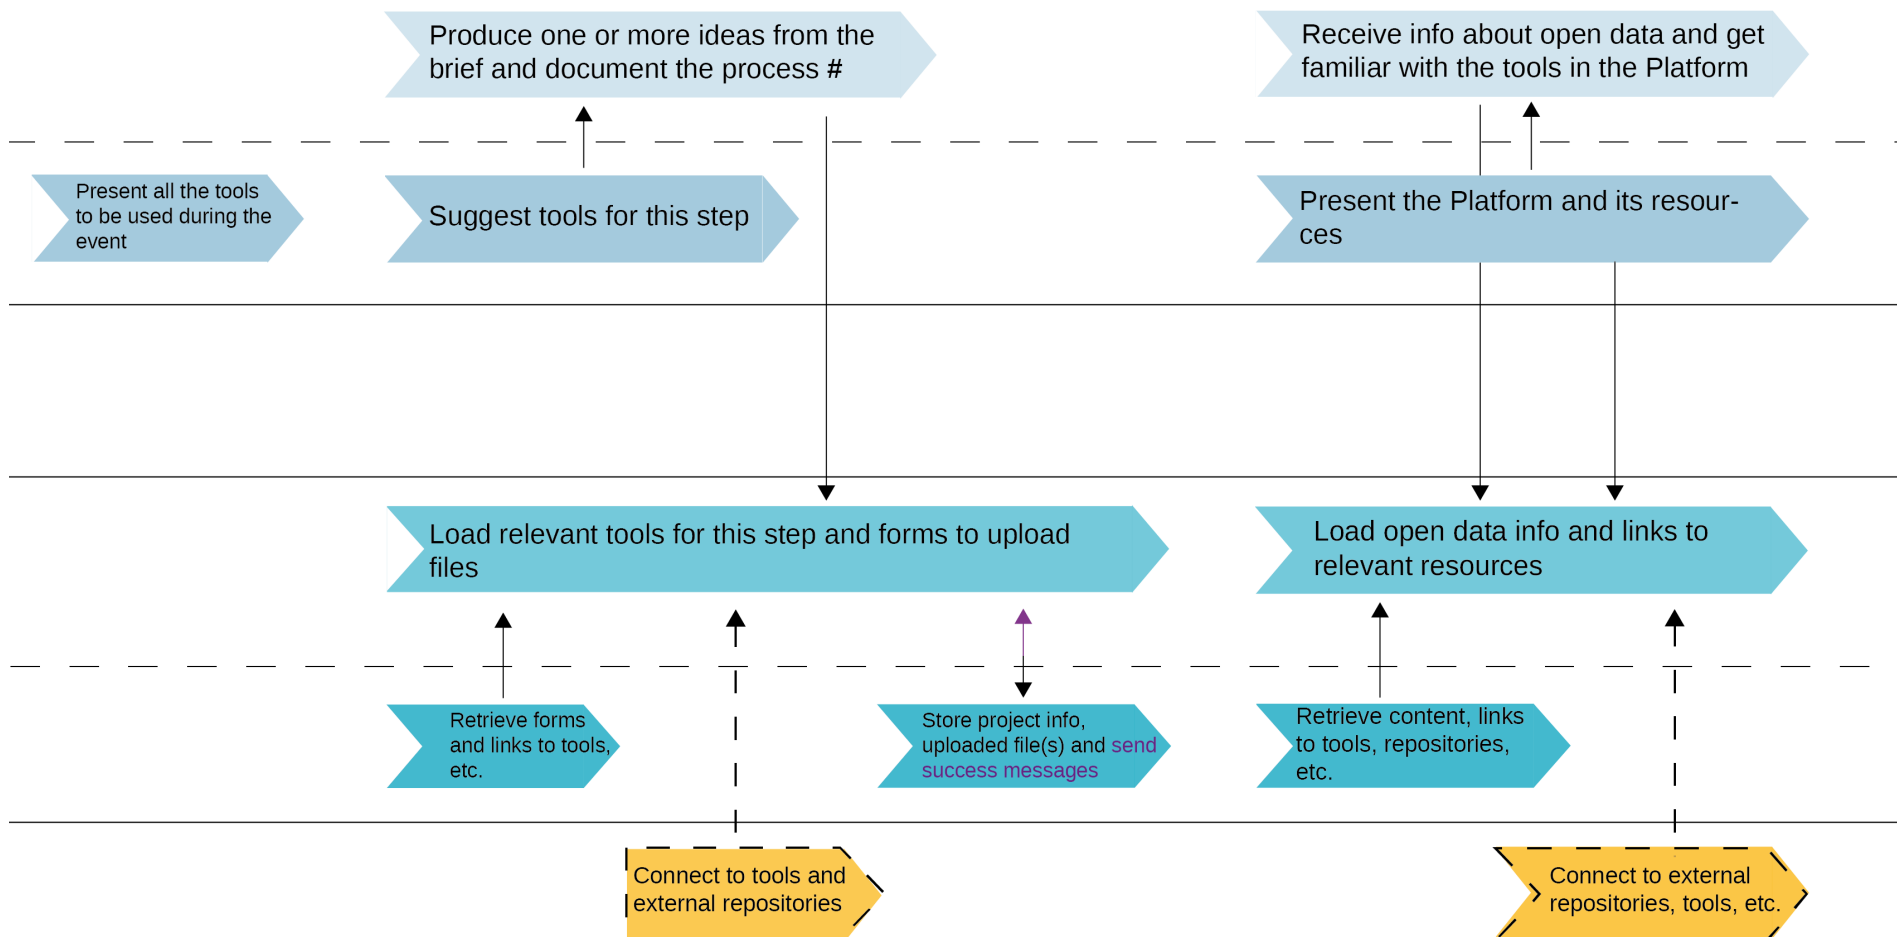 Produce one or more ideas from the
brief and document the process #
Receive info about open data and get
familiar with the tools in the Platform
Present all the tools
to be used during the
event
Suggest tools for this step
Present the Platform and its resour-
ces
Load relevant tools for this step and forms to upload
files
Load open data info and links to
relevant resources
Retrieve forms
and links to tools,
etc.
Store project info,
uploaded file(s) and send
success messages
Retrieve content, links
to tools, repositories,
etc.
Connect to tools and
external repositories
Connect to external
repositories, tools, etc.